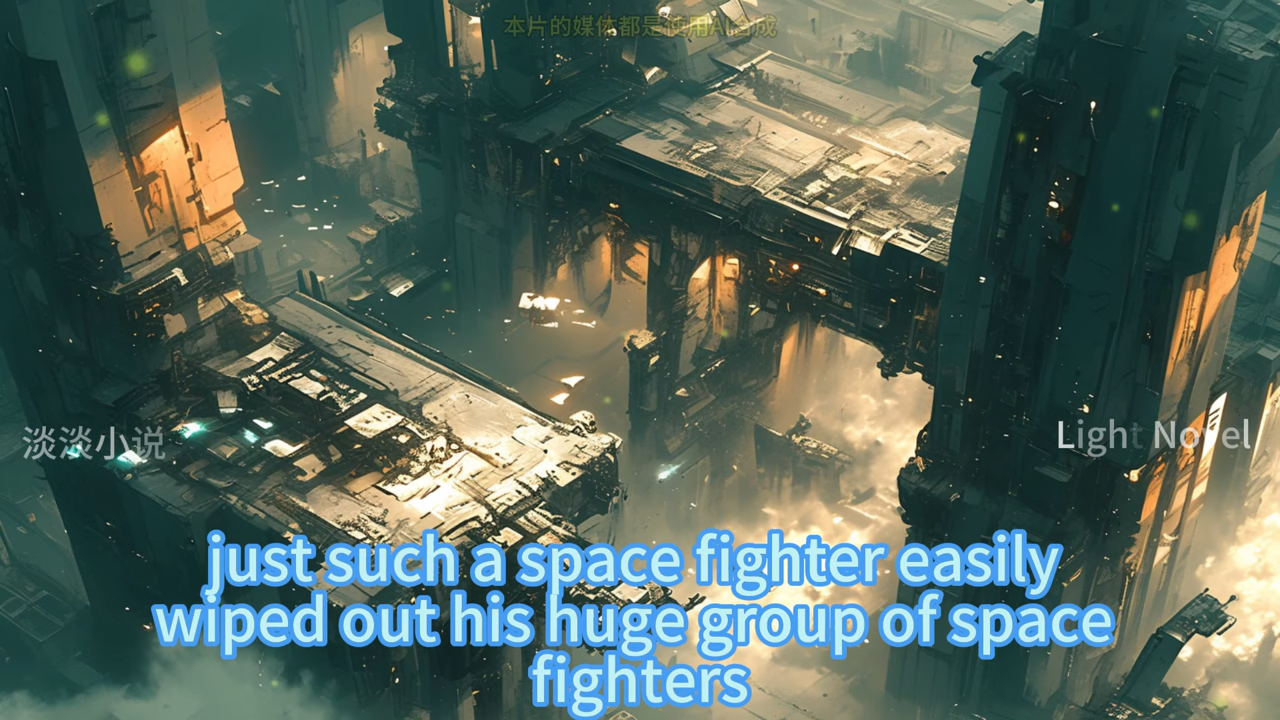 本片的媒体都是使用AI合成
淡淡小说
Light Novel
just such a space fighter easily
wiped out his huge group of space
fighters